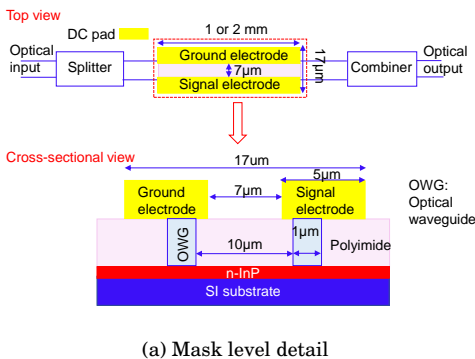 Top view
DC pad
1 or 2 mm
Optical
input
Splitter
Ground electrode
7μm
Signal electrode
17μm
Combiner
Optical
output
Cross-sectional view
17um
5μm
Ground
electrode
7μm
Signal
electrode
OWG:
Optical
waveguide
OWG
10μm
1μm
Polyimide
n-InP
SI substrate
(a) Mask level detail